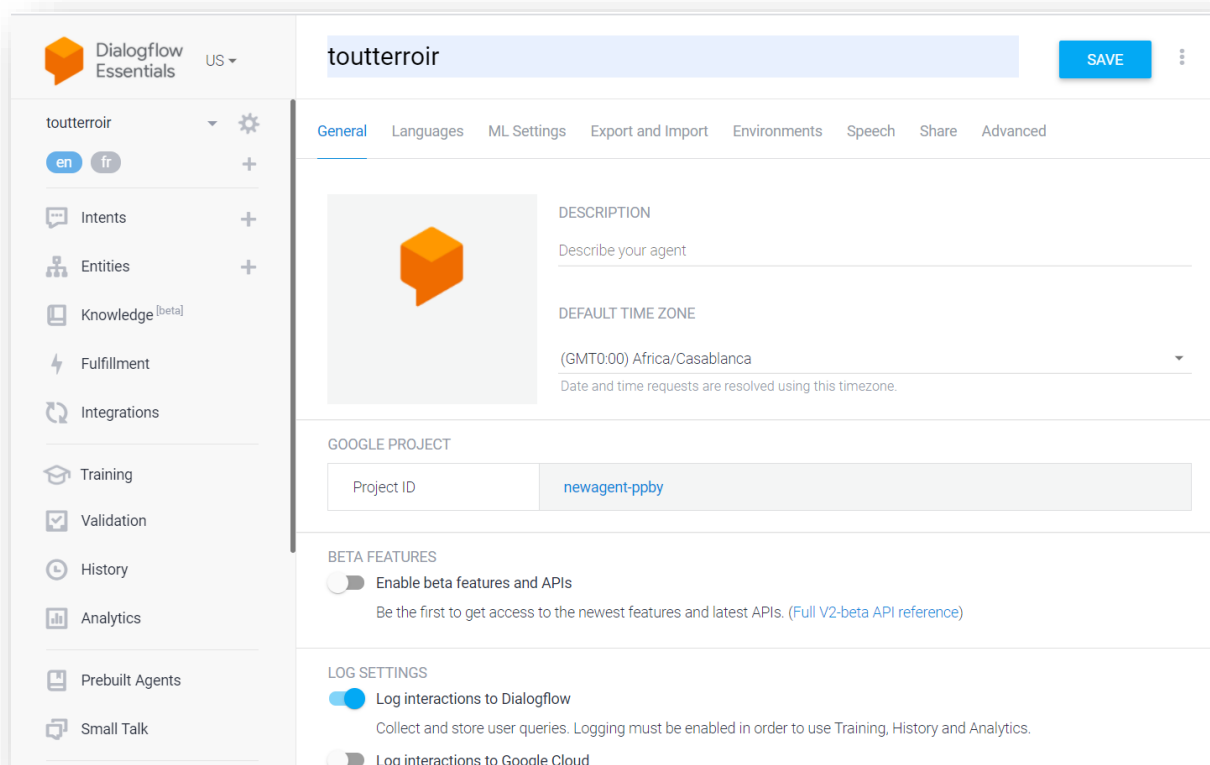 Dialogflow
Essentials
US
toutterroir
en fr
Intents
Entities
Knowledge [beta]
Fulfillment
Integrations
Training
Validation
History
Analytics
Prebuilt Agents
Small Talk
toutterroir
SAVE
General Languages ML Settings Export and Import Environments Speech Share Advanced
DESCRIPTION
Describe your agent
DEFAULT TIME ZONE
(GMT0:00) Africa/Casablanca
Date and time requests are resolved using this timezone.
GOOGLE PROJECT
Project ID newagent-ppby
BETA FEATURES
Enable beta features and APIs
Be the first to get access to the newest features and latest APIs. (Full V2-beta API reference)
LOG SETTINGS
Log interactions to Dialogflow
Collect and store user queries. Logging must be enabled in order to use Training, History and Analytics.
Log interactions to Google Cloud